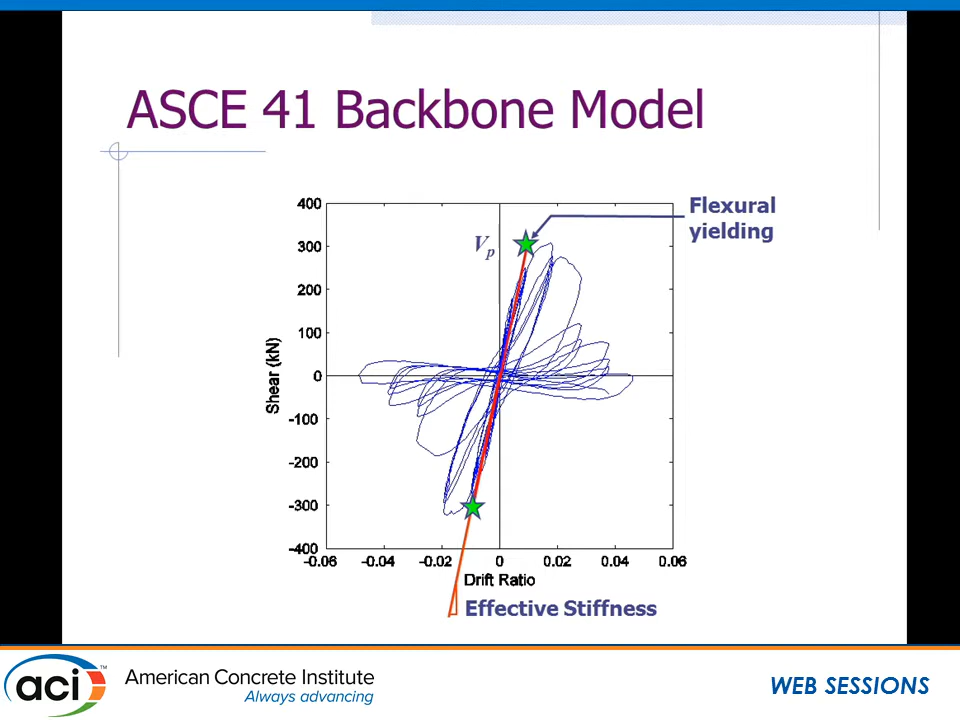 ASCE 41 Backbone Model
Flexural
yielding
Vp
400
300
200
100
0
-100
-200
-300
-400
Shear (kN)
-0.06 -0.04 -0.02 0 0.02 0.04 0.06
Drift Ratio
Effective Stiffness
aci™
American Concrete Institute
Always advancing
WEB SESSIONS